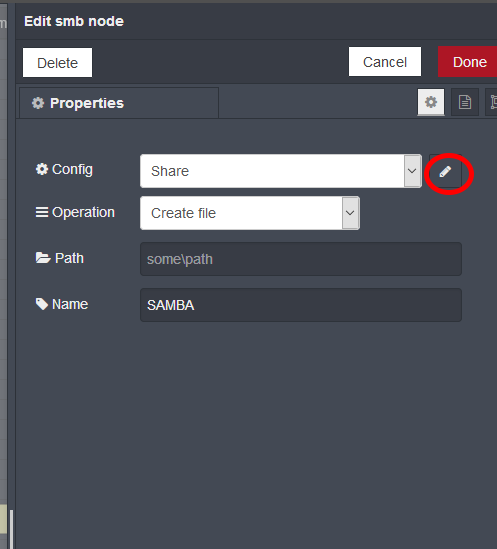 Edit smb node
Delete Cancel Done
Properties
Config Share
Operation Create file
Path some\path
Name SAMBA